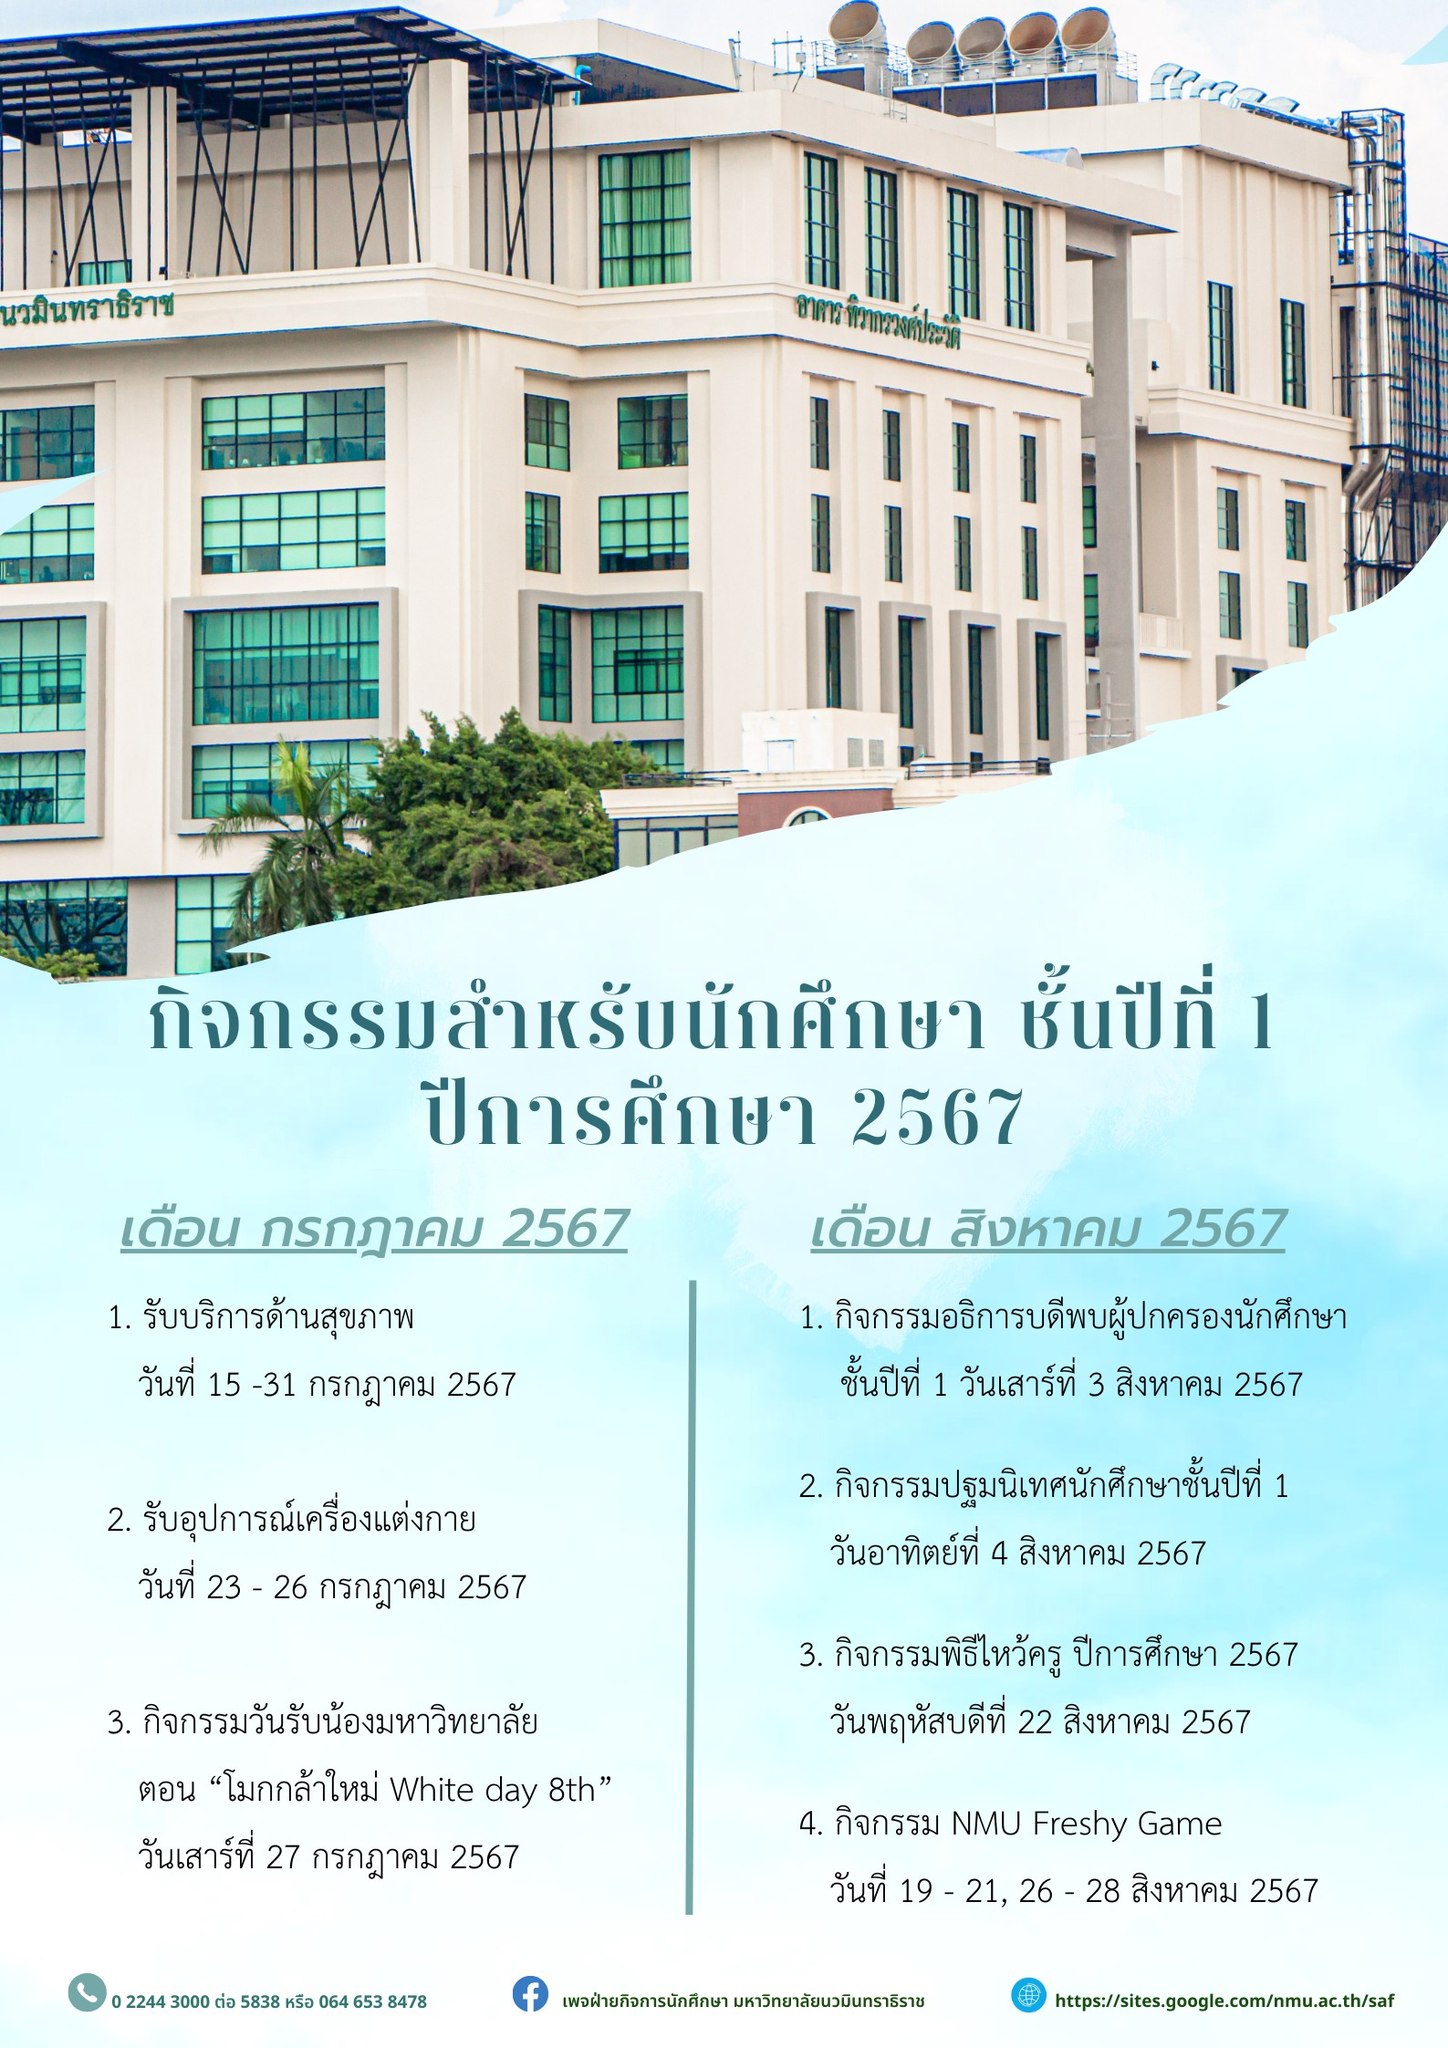 นวมินทราธิราช
อาคาร ทิวากรวงศ์ประวัติ
กิจกรรมสำหรับนักศึกษา ชั้นปีที่ 1
ปีการศึกษา 2567
เดือน กรกฎาคม 2567
1. รับบริการด้านสุขภาพ
วันที่ 15 -31 กรกฎาคม 2567
2. รับอุปการณ์เครื่องแต่งกาย
วันที่ 23 - 26 กรกฎาคม 2567
3. กิจกรรมวันรับน้องมหาวิทยาลัย
ตอน “โมกกล้าใหม่ White day 8th”
วันเสาร์ที่ 27 กรกฎาคม 2567
เดือน สิงหาคม 2567
1. กิจกรรมอธิการบดีพบผู้ปกครองนักศึกษา
ชั้นปีที่ 1 วันเสาร์ที่ 3 สิงหาคม 2567
2. กิจกรรมปฐมนิเทศนักศึกษาชั้นปีที่ 1
วันอาทิตย์ที่ 4 สิงหาคม 2567
3. กิจกรรมพิธีไหว้ครู ปีการศึกษา 2567
วันพฤหัสบดีที่ 22 สิงหาคม 2567
4. กิจกรรม NMU Freshy Game
วันที่ 19 - 21, 26 - 28 สิงหาคม 2567
0 2244 3000 ต่อ 5838 หรือ 064 653 8478
เพจฝ่ายกิจการนักศึกษา มหาวิทยาลัยนวมินทราธิราช
https://sites.google.com/nmu.ac.th/saf